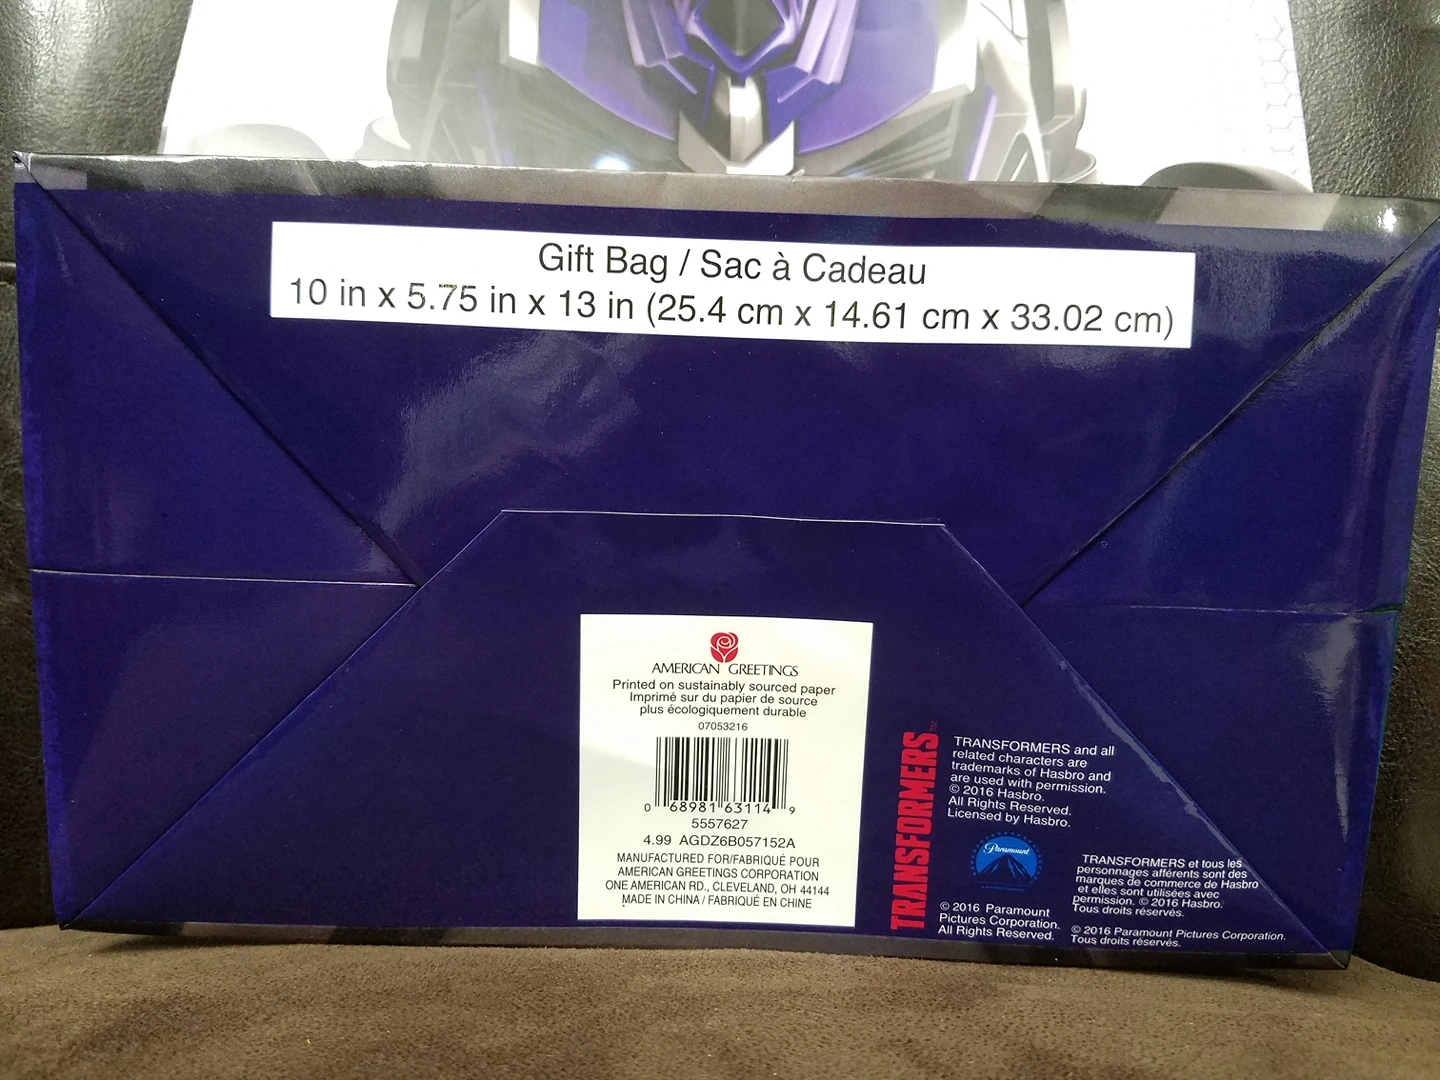 Gift Bag / Sac à Cadeau
10 in x 5.75 in x 13 in (25.4 cm x 14.61 cm x 33.02 cm)
AMERICAN GREETINGS
Printed on sustainably sourced paper
Imprimé sur du papier de source
plus écologiquement durable
07053216
0 68981 63114 9
5557627
4.99 AGDZ6B057152A
MANUFACTURED FOR/FABRIQUÉ POUR
AMERICAN GREETINGS CORPORATION
ONE AMERICAN RD., CLEVELAND, OH 44144
MADE IN CHINA / FABRIQUÉ EN CHINE
TRANSFORMERS
TRANSFORMERS and all
related characters are
trademarks of Hasbro and
are used with permission.
© 2016 Hasbro.
All Rights Reserved.
Licensed by Hasbro.
Paramount
© 2016 Paramount
Pictures Corporation.
All Rights Reserved.
TRANSFORMERS et tous les
personnages afférents sont des
marques de commerce de Hasbro
et elles sont utilisées avec
permission. © 2016 Hasbro.
Tous droits réservés.
© 2016 Paramount Pictures Corporation.
Tous droits réservés.